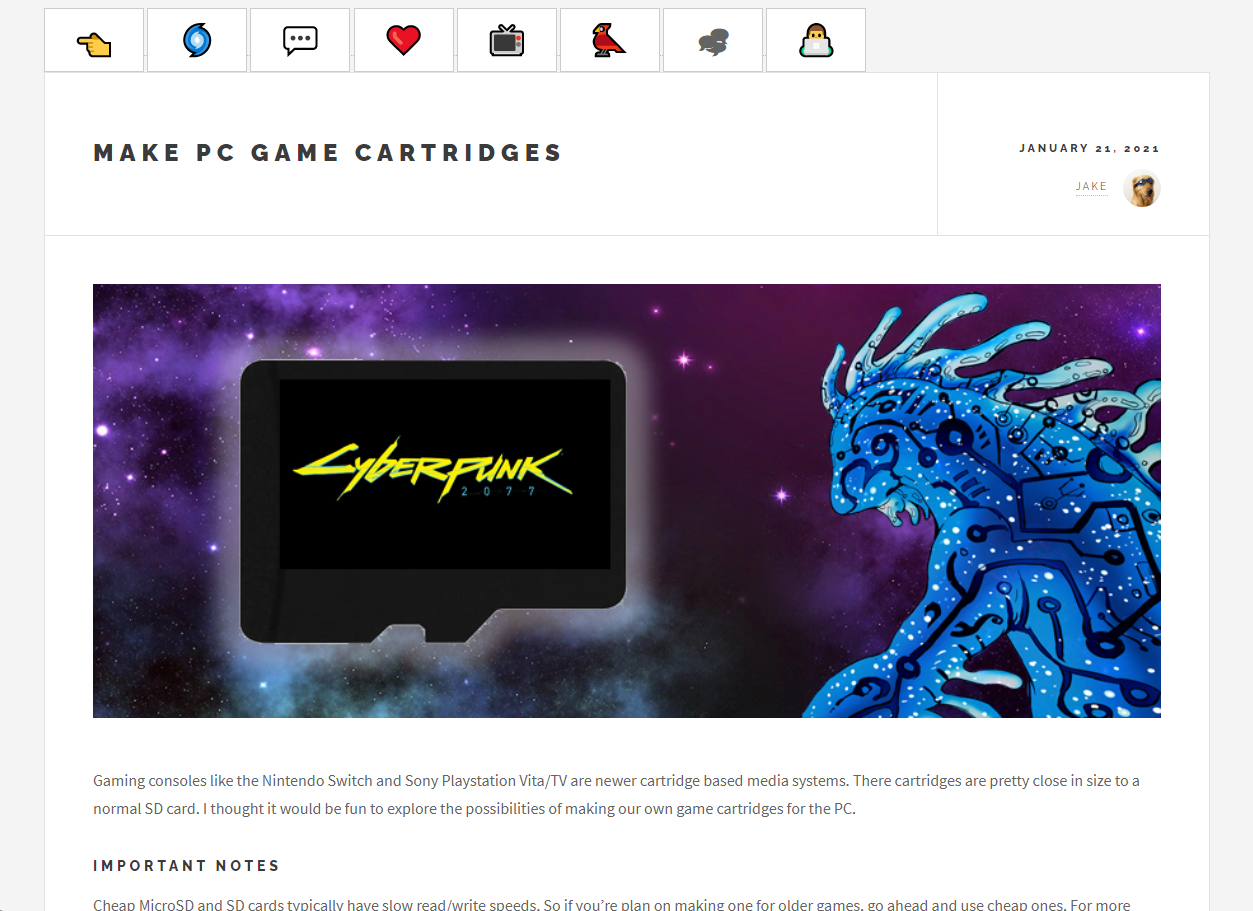 MAKE PC GAME CARTRIDGES
JANUARY 21, 2021
JAKE
CYBERPUNK
2077
Gaming consoles like the Nintendo Switch and Sony Playstation Vita/TV are newer cartridge based media systems. There cartridges are pretty close in size to a
normal SD card. I thought it would be fun to explore the possibilities of making our own game cartridges for the PC.
IMPORTANT NOTES
Cheap MicroSD and SD cards typically have slow read/write speeds. So if you’re plan on making one for older games, go ahead and use cheap ones. For more